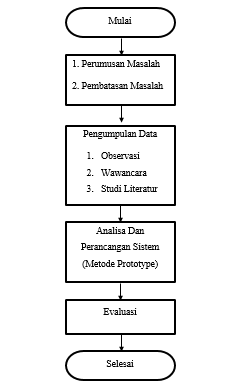 Mulai
1. Perumusan Masalah
2. Pembatasan Masalah
Pengumpulan Data
1. Observasi
2. Wawancara
3. Studi Literatur
Analisa Dan
Perancangan Sistem
(Metode Prototype)
Evaluasi
Selesai